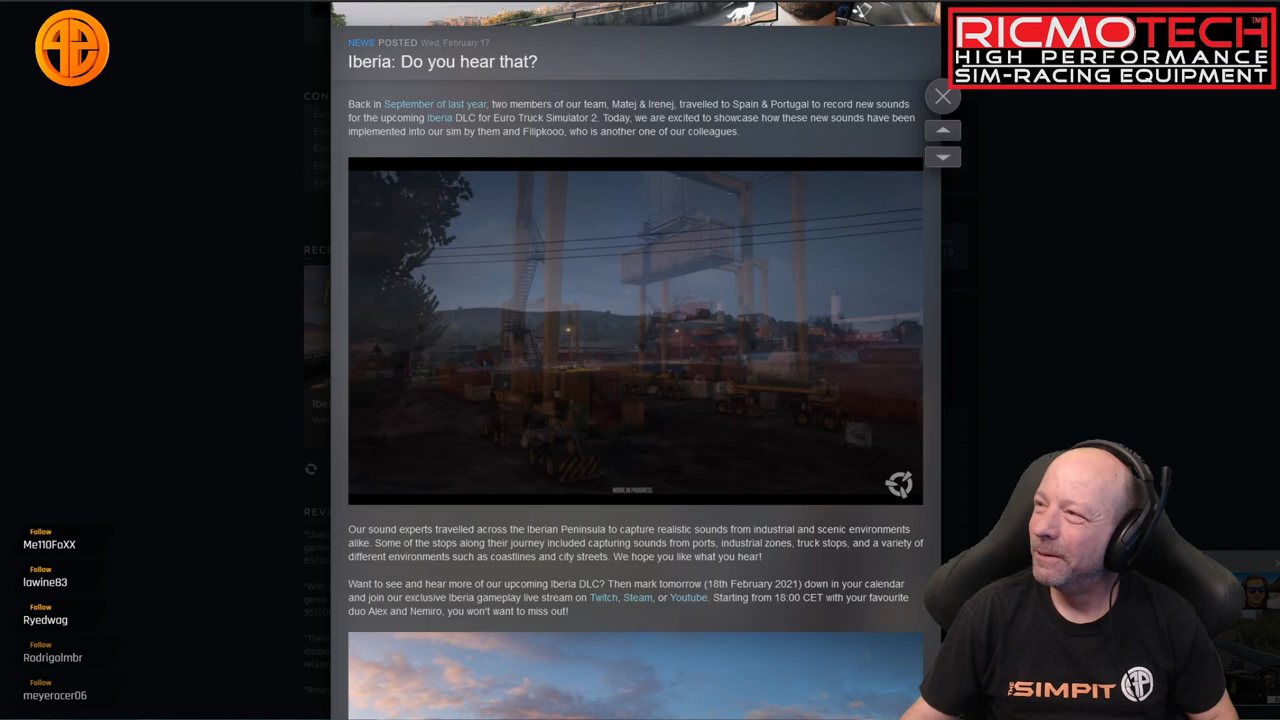 RICMOTECH™
HIGH PERFORMANCE
SIM-RACING EQUIPMENT
NEWS POSTED Wed, February 17
Iberia: Do you hear that?
Back in September of last year, two members of our team, Matej & Irenej, travelled to Spain & Portugal to record new sounds
for the upcoming Iberia DLC for Euro Truck Simulator 2. Today, we are excited to showcase how these new sounds have been
implemented into our sim by them and Filipkooo, who is another one of our colleagues.
WORK IN PROGRESS
Our sound experts travelled across the Iberian Peninsula to capture realistic sounds from industrial and scenic environments
alike. Some of the stops along their journey included capturing sounds from ports, industrial zones, truck stops, and a variety of
different environments such as coastlines and city streets. We hope you like what you hear!
Want to see and hear more of our upcoming Iberia DLC? Then mark tomorrow (18th February 2021) down in your calendar
and join our exclusive Iberia gameplay live stream on Twitch, Steam, or Youtube. Starting from 18:00 CET with your favourite
duo Alex and Nemiro, you won't want to miss out!
Follow
Me110FoXX
Follow
lawine83
Follow
Ryedwag
Follow
Rodrigolmbr
Follow
meyeracer06
THE SIMPIT